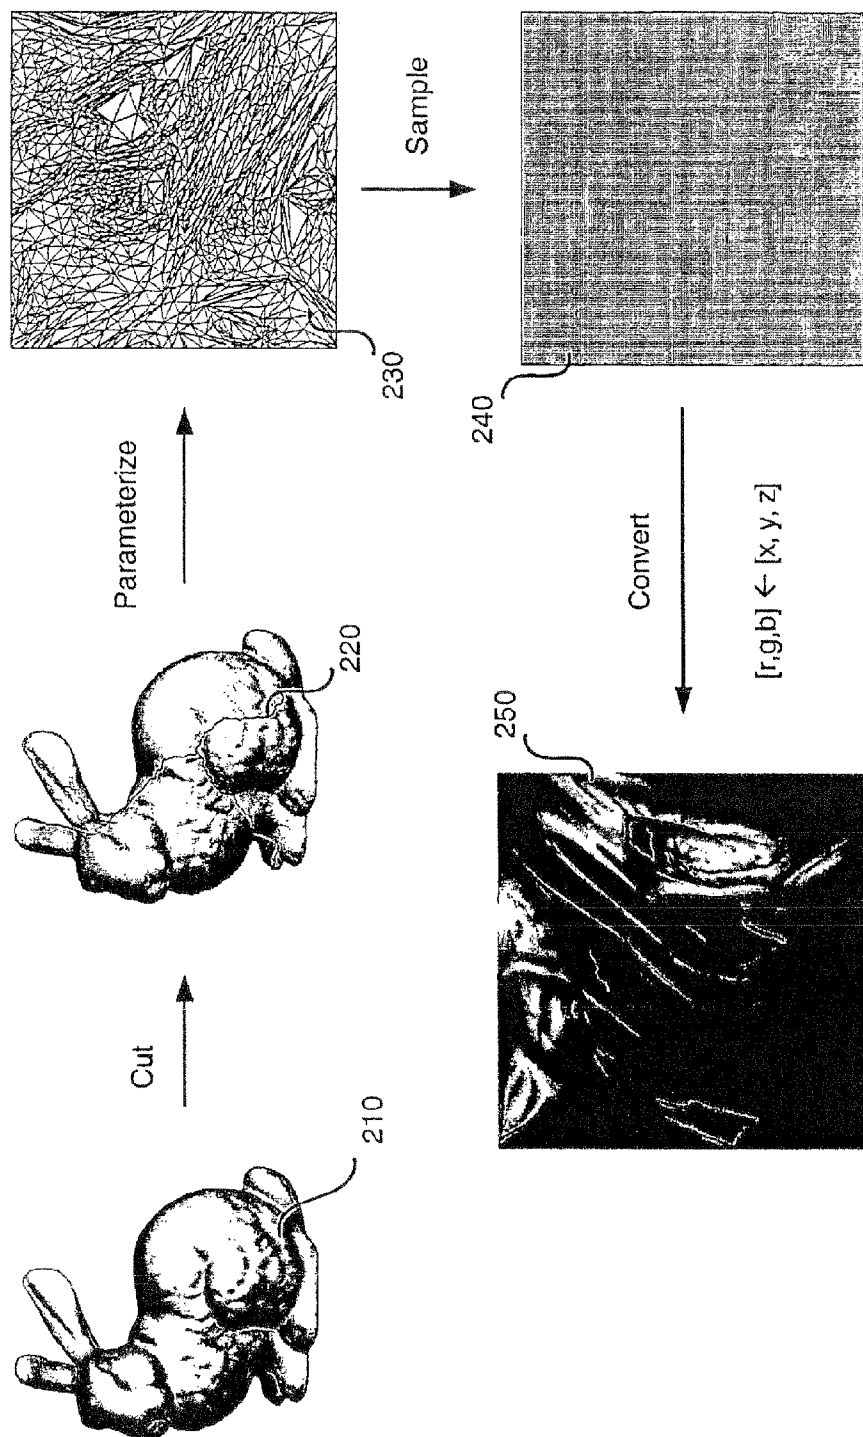 210
Cut
220
Parameterize
230
Sample
240
Convert
[r,g,b] ← [x, y, z]
250